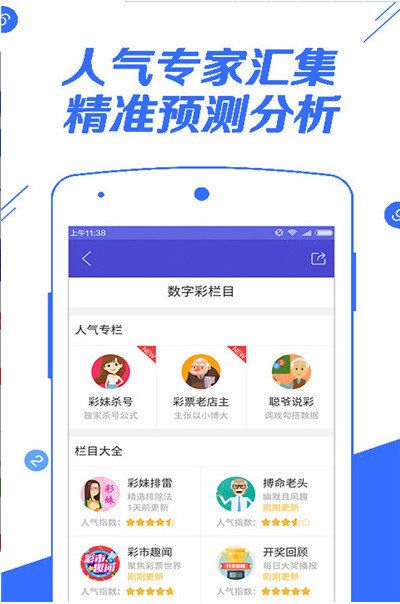 人气专家汇集
精准预测分析
上午11:38
数字彩栏目
人气专栏
NEW
NEW
彩妹杀号
彩票老店主
聪爷说彩
独家杀号公式
主张以小博大
调戏句搭数据
栏目大全
彩妹
彩妹排雷
精选排除法
1天前更新
人气指数:
搏命老头
幽默且风趣
刚刚更新
人气指数:
2
彩市趣闻
彩市趣闻
聚焦彩票世界
刚刚更新
人气指数:
开奖回顾
开奖回顾
每日大奖播报
刚刚更新
人气指数: